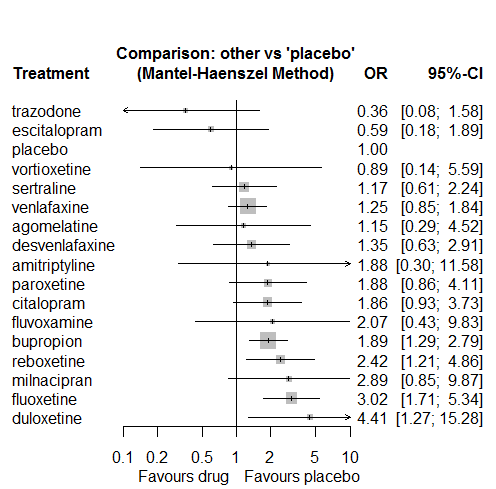 Comparison: other vs 'placebo'
Treatment (Mantel-Haenszel Method) OR 95%-CI
trazodone 0.36 [0.08; 1.58]
escitalopram 0.59 [0.18; 1.89]
placebo 1.00
vortioxetine 0.89 [0.14; 5.59]
sertraline 1.17 [0.61; 2.24]
venlafaxine 1.25 [0.85; 1.84]
agomelatine 1.15 [0.29; 4.52]
desvenlafaxine 1.35 [0.63; 2.91]
amitriptyline 1.88 [0.30; 11.58]
paroxetine 1.88 [0.86; 4.11]
citalopram 1.86 [0.93; 3.73]
fluvoxamine 2.07 [0.43; 9.83]
bupropion 1.89 [1.29; 2.79]
reboxetine 2.42 [1.21; 4.86]
milnacipran 2.89 [0.85; 9.87]
fluoxetine 3.02 [1.71; 5.34]
duloxetine 4.41 [1.27; 15.28]
0.1 0.2 0.5 1 2 5 10
Favours drug Favours placebo